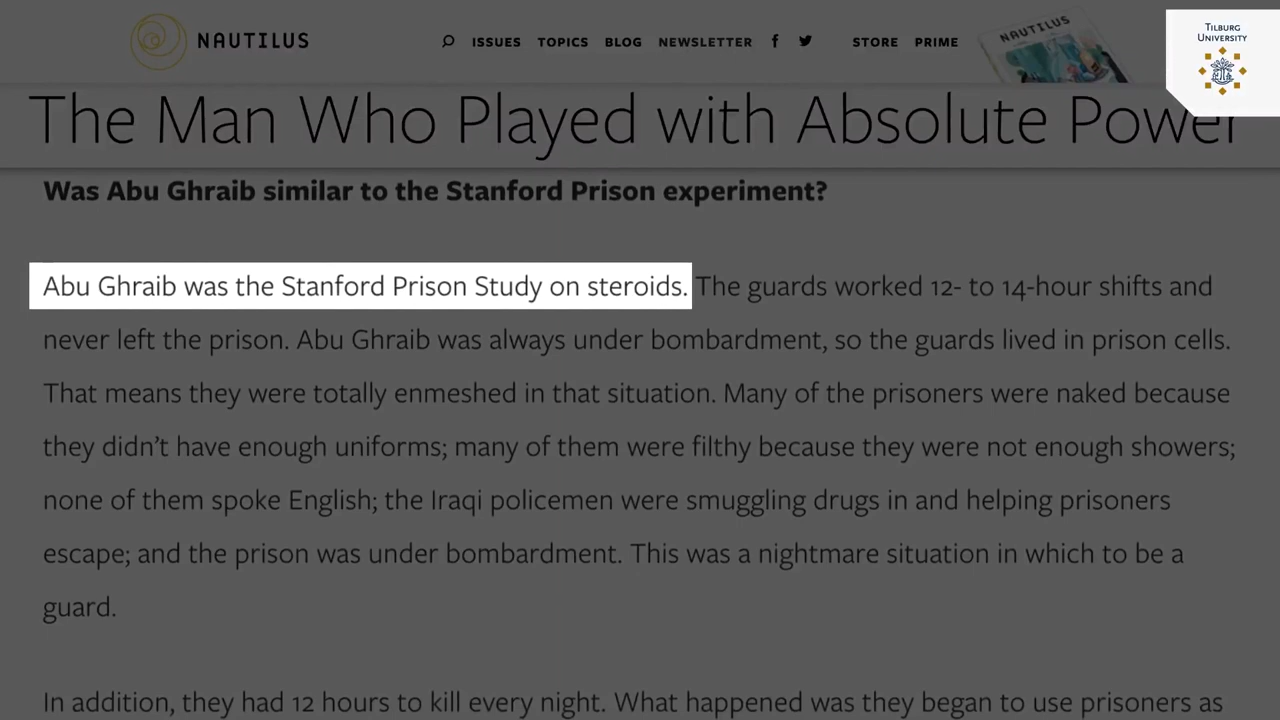 NAUTILUS
ISSUES TOPICS BLOG NEWSLETTER f STORE PRIME
NAUTILUS
TILBURG
UNIVERSITY
The Man Who Played with Absolute Power
Was Abu Ghraib similar to the Stanford Prison experiment?
Abu Ghraib was the Stanford Prison Study on steroids. The guards worked 12- to 14-hour shifts and
never left the prison. Abu Ghraib was always under bombardment, so the guards lived in prison cells.
That means they were totally enmeshed in that situation. Many of the prisoners were naked because
they didn’t have enough uniforms; many of them were filthy because they were not enough showers;
none of them spoke English; the Iraqi policemen were smuggling drugs in and helping prisoners
escape; and the prison was under bombardment. This was a nightmare situation in which to be a
guard.
In addition, they had 12 hours to kill every night. What happened was they began to use prisoners as